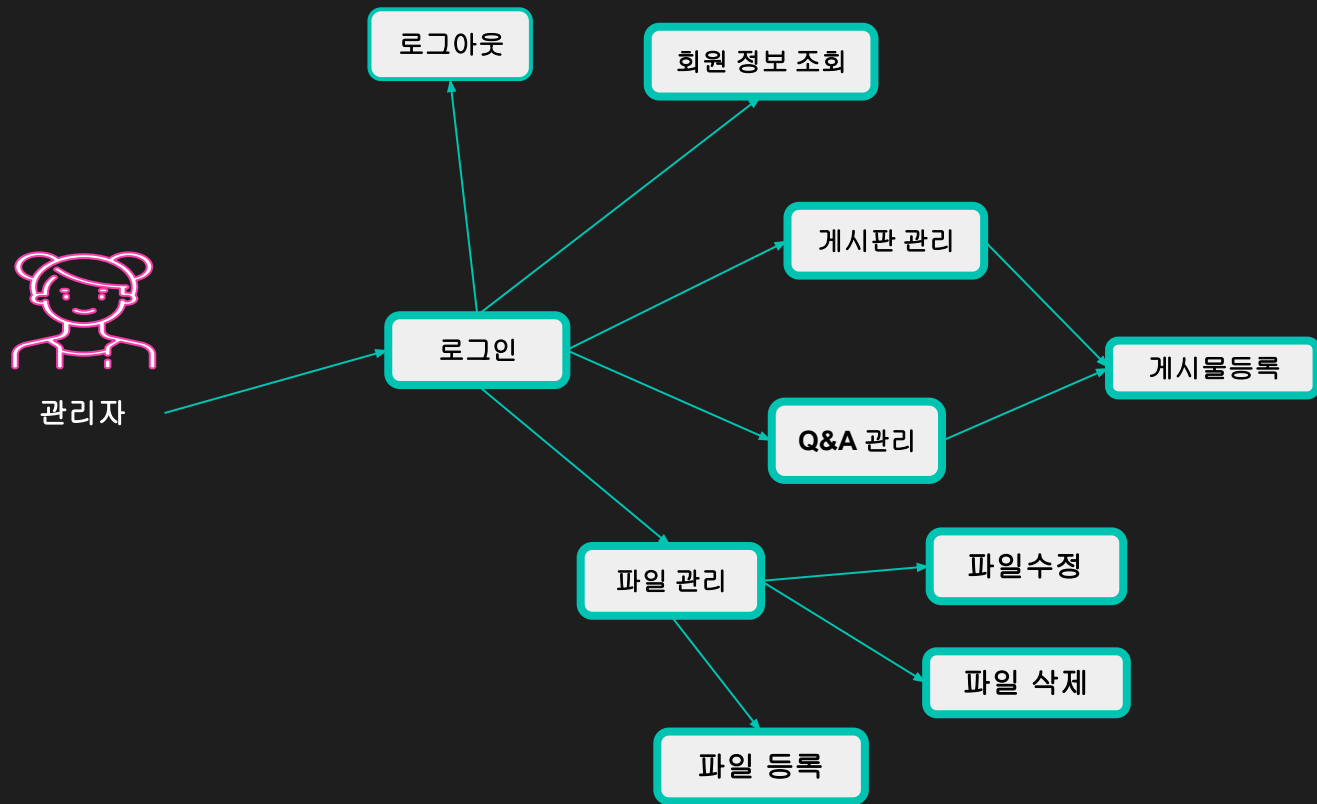 로그아웃
회원 정보 조회
게시판 관리
로그인
게시물등록
관리자
Q&A 관리
파일수정
파일 관리
파일 삭제
파일 등록